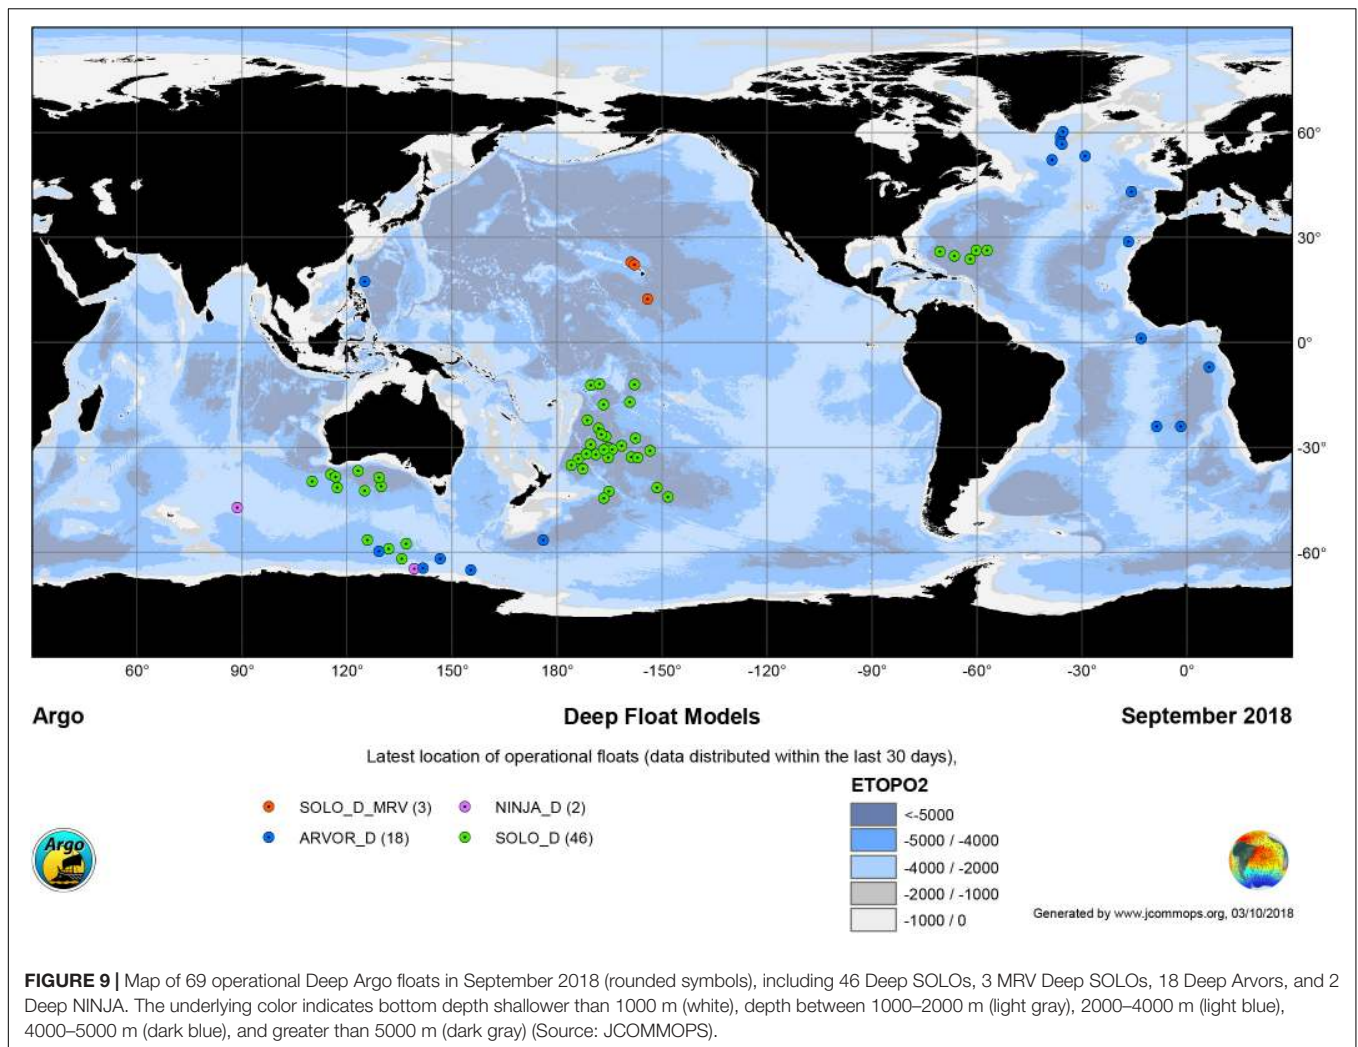 60°
30°
0°
-30°
-60°
60°
90°
120°
150°
180°
-150°
-120°
-90°
-60°
-30°
0°
Argo
Deep Float Models
September 2018
Latest location of operational floats (data distributed within the last 30 days),
SOLO_D_MRV (3)
NINJA_D (2)
ARVOR_D (18)
SOLO_D (46)
ETOPO2
<-5000
-5000 / -4000
-4000 / -2000
-2000 / -1000
-1000 / 0
Argo
Generated by www.jcommops.org, 03/10/2018
FIGURE 9 | Map of 69 operational Deep Argo floats in September 2018 (rounded symbols), including 46 Deep SOLOs, 3 MRV Deep SOLOs, 18 Deep Arvors, and 2
Deep NINJA. The underlying color indicates bottom depth shallower than 1000 m (white), depth between 1000–2000 m (light gray), 2000–4000 m (light blue),
4000–5000 m (dark blue), and greater than 5000 m (dark gray) (Source: JCOMMOPS).